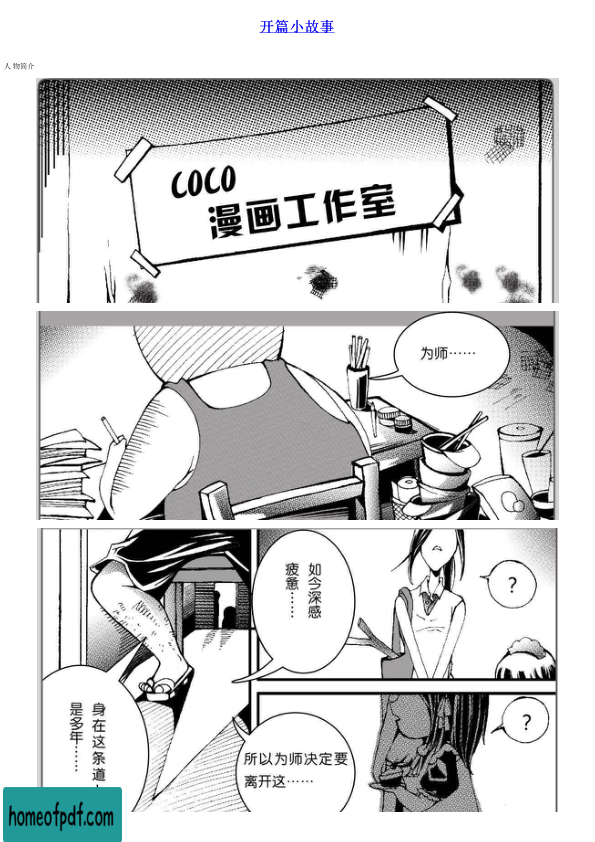 开篇小故事
人物简介
COCO
漫画工作室
为师……
如今深感
疲惫……
?
身在这条道上
是多年……
所以为师决定要
离开这……
?
homeofpdf.com